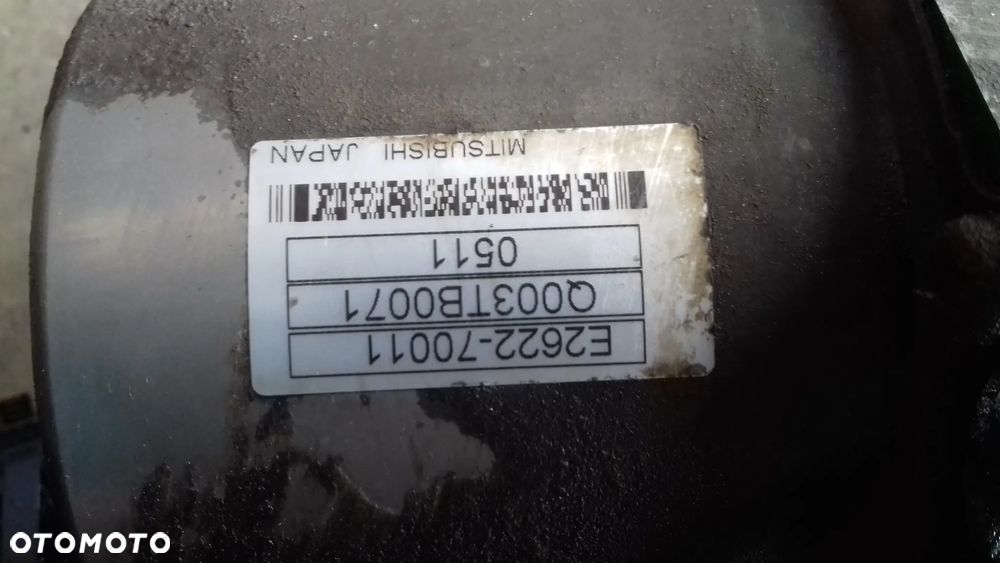 E2622-70011
Q003TB0071
0511
MITSUBISHI JAPAN
OTOMOTO